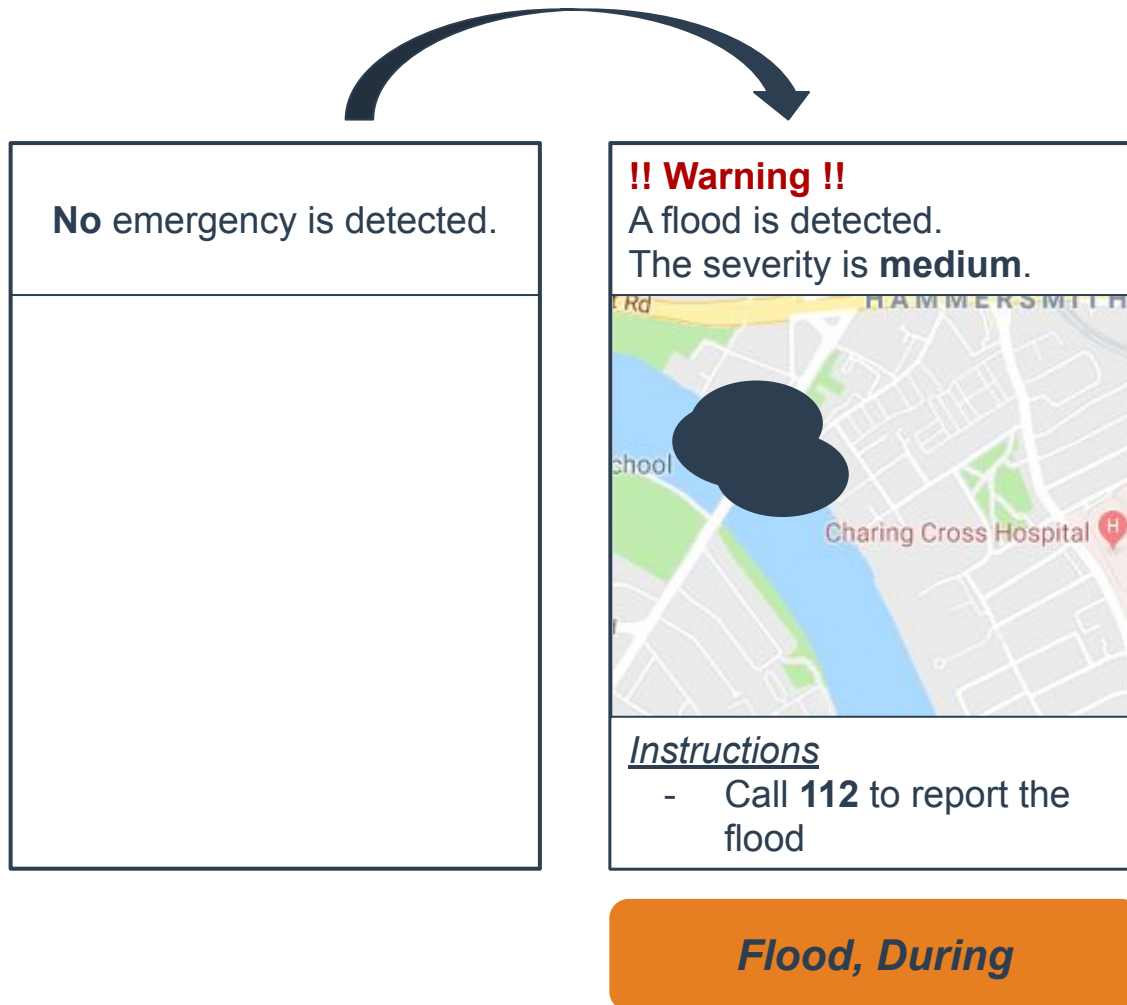 No emergency is detected.
!! Warning !!
A flood is detected.
The severity is medium.
Rd
HAMMERSMITH
chool
Charing Cross Hospital
H
Instructions
- Call 112 to report the
flood
Flood, During